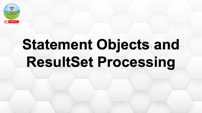 Statement Objects and
ResultSet Processing